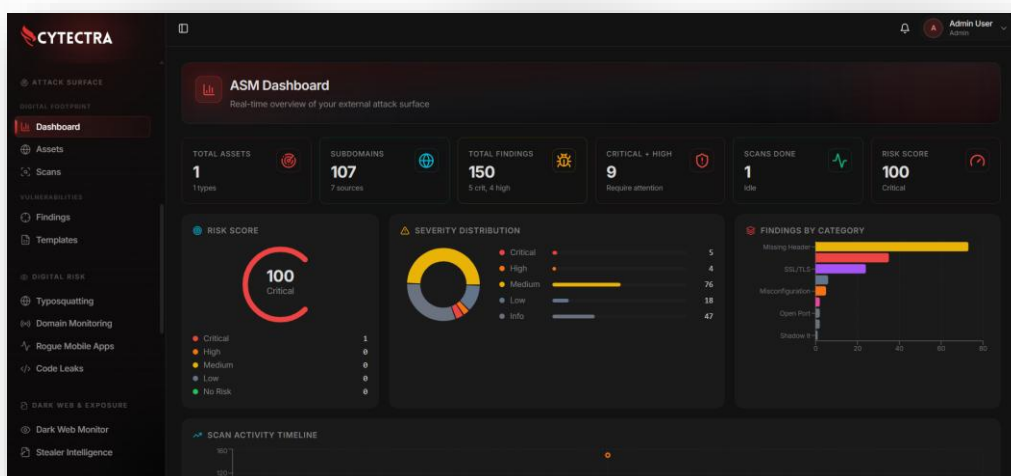 CYTECTRA
Admin User
A
Admin
ATTACK SURFACE
DIGITAL FOOTPRINT
Dashboard
Assets
Scans
VULNERABILITIES
Findings
Templates
DIGITAL RISK
Typosquatting
Domain Monitoring
Rogue Mobile Apps
Code Leaks
DARK WEB & EXPOSURE
Dark Web Monitor
Stealer Intelligence
ASM Dashboard
Real-time overview of your external attack surface
TOTAL ASSETS
1
1 types
SUBDOMAINS
107
7 sources
TOTAL FINDINGS
150
5 crit, 4 high
CRITICAL + HIGH
9
Require attention
SCANS DONE
1
Idle
RISK SCORE
100
Critical
RISK SCORE
100
Critical
Critical 1
High 0
Medium 0
Low 0
No Risk 0
SEVERITY DISTRIBUTION
Critical 5
High 4
Medium 76
Low 18
Info 47
FINDINGS BY CATEGORY
Missing Header
SSL/TLS
Misconfiguration
Open Port
Shadow It
0 20 40 60 80
SCAN ACTIVITY TIMELINE
160
120